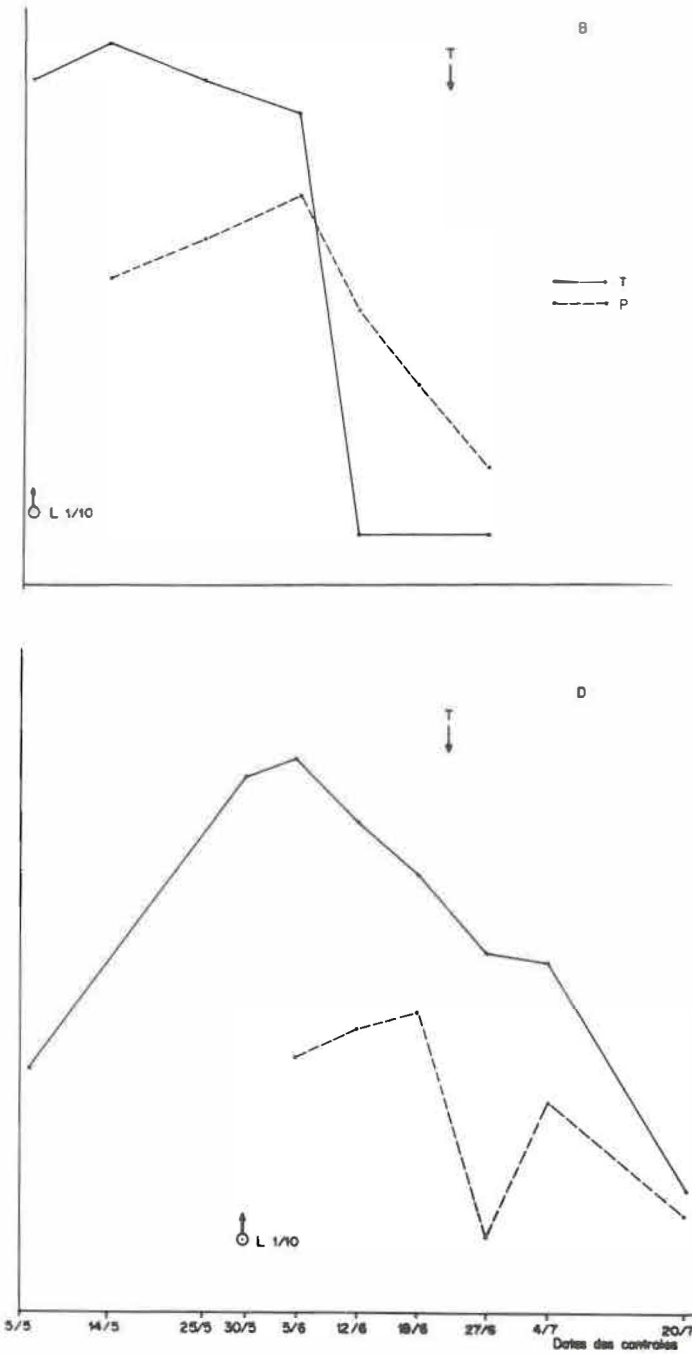 B
T
T
P
L 1/10
D
T
L 1/10
5/5 14/5 25/5 30/5 5/6 12/6 19/6 27/6 4/7 20/7
Dates des controles